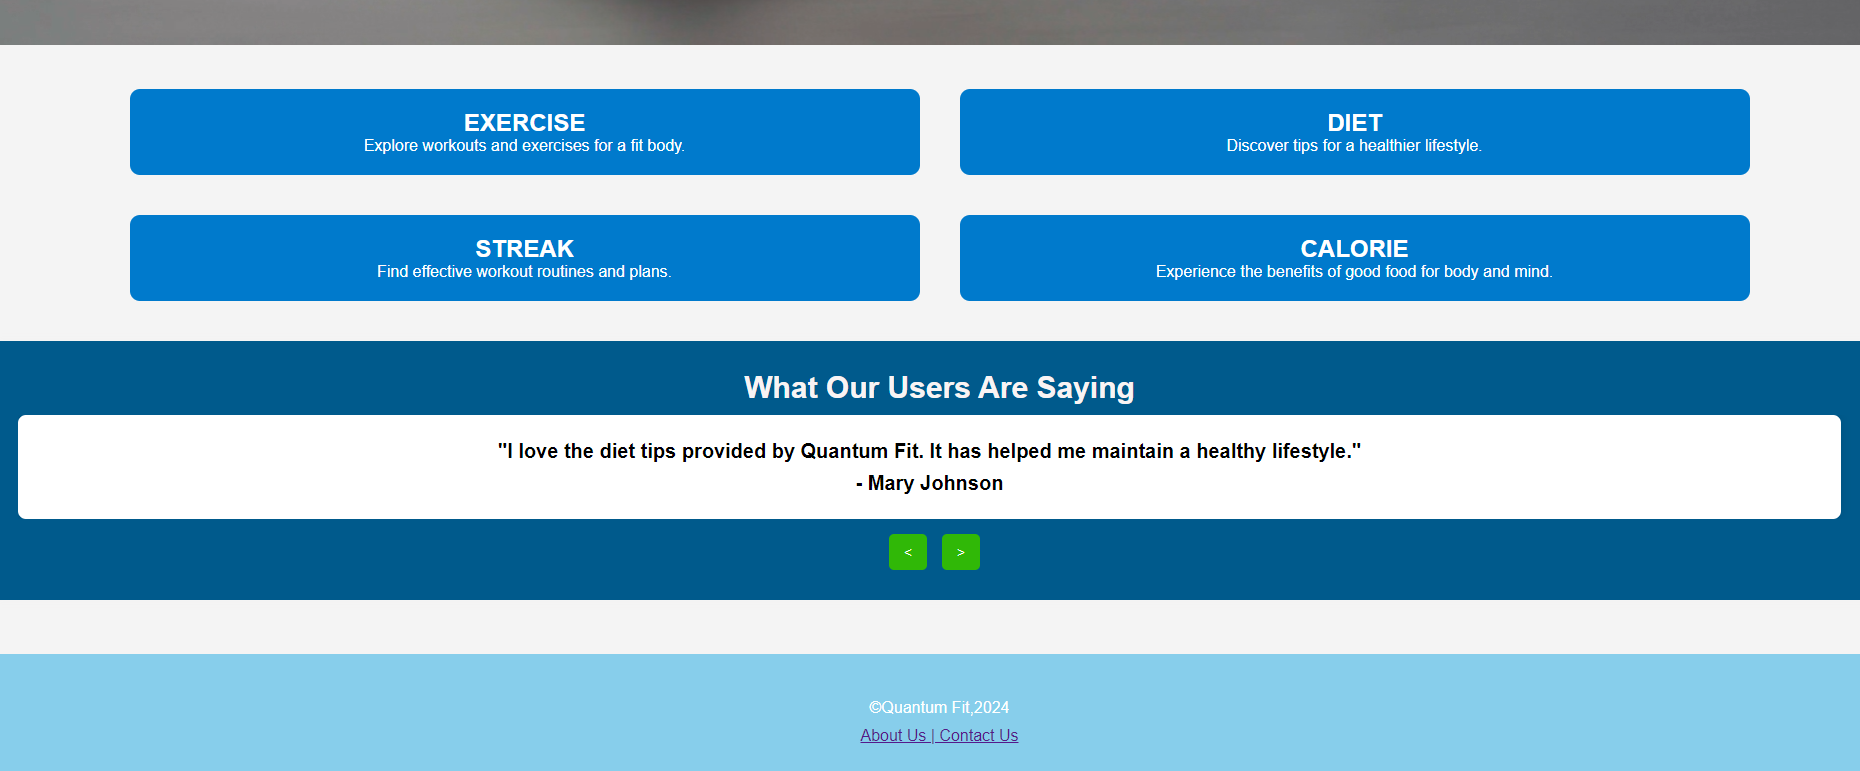 EXERCISE
Explore workouts and exercises for a fit body.
DIET
Discover tips for a healthier lifestyle.
STREAK
Find effective workout routines and plans.
CALORIE
Experience the benefits of good food for body and mind.
What Our Users Are Saying
"I love the diet tips provided by Quantum Fit. It has helped me maintain a healthy lifestyle."
- Mary Johnson
< >
©Quantum Fit,2024
About Us | Contact Us